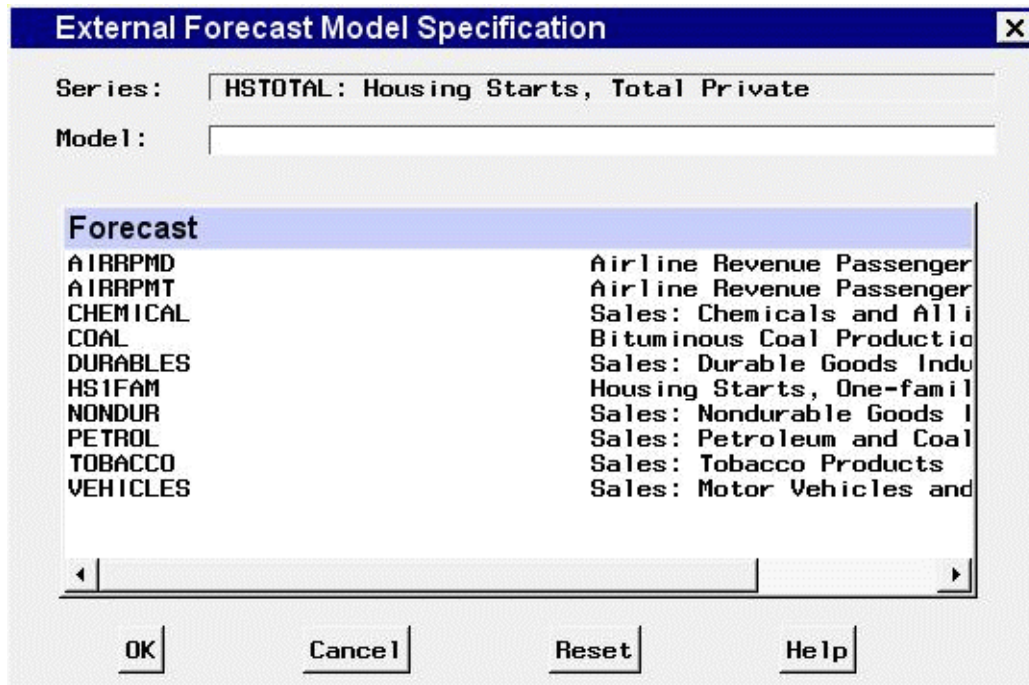 External Forecast Model Specification
Series: HSTOTAL: Housing Starts, Total Private
Model:
Forecast
AIRRPMD Airline Revenue Passenger
AIRRPMT Airline Revenue Passenger
CHEMICAL Sales: Chemicals and Alli
COAL Bituminous Coal Productio
DURABLES Sales: Durable Goods Indu
HS1FAM Housing Starts, One-famil
NONDUR Sales: Nondurable Goods I
PETROL Sales: Petroleum and Coal
TOBACCO Sales: Tobacco Products
VEHICLES Sales: Motor Vehicles and
OK Cancel Reset Help